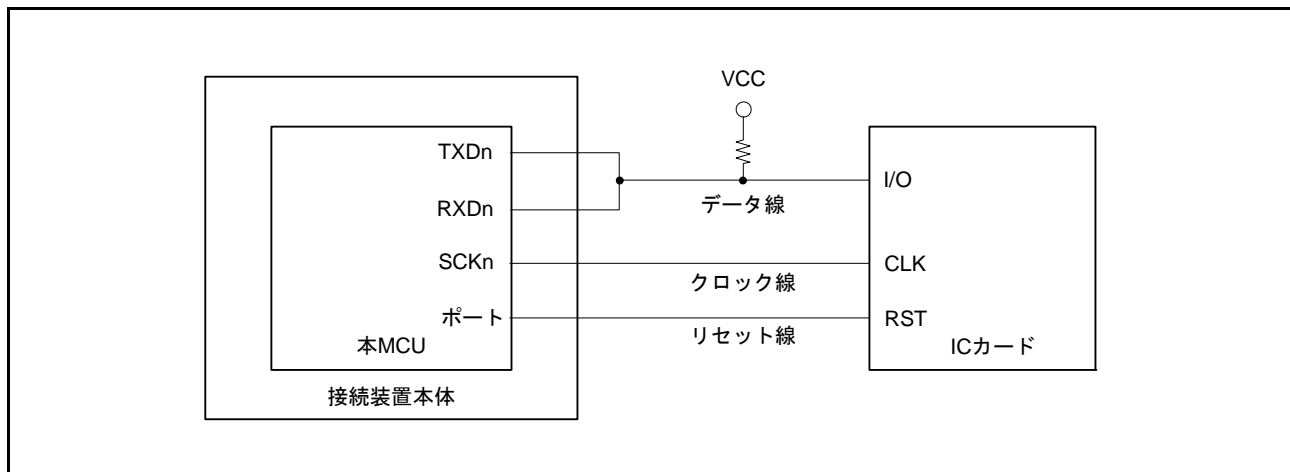 VCC
TXDn
I/O
データ線
RXDn
SCKn
CLK
クロック線
ポート
RST
リセット線
本MCU
ICカード
接続装置本体